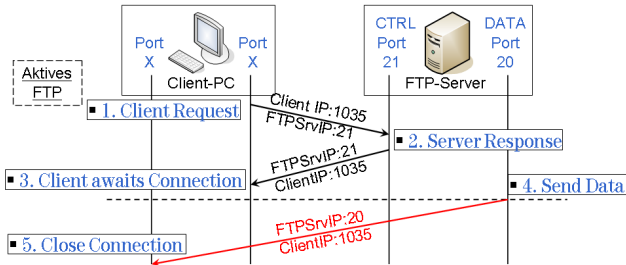 CTRL
DATA
Port
X
Port
X
Port
21
Port
20
Aktives
FTP
Client-PC
FTP-Server
1. Client Request
Client IP:1035
FTPSrvIP:21
2. Server Response
FTPSrvIP:21
ClientIP:1035
3. Client awaits Connection
4. Send Data
FTPSrvIP:20
ClientIP:1035
5. Close Connection